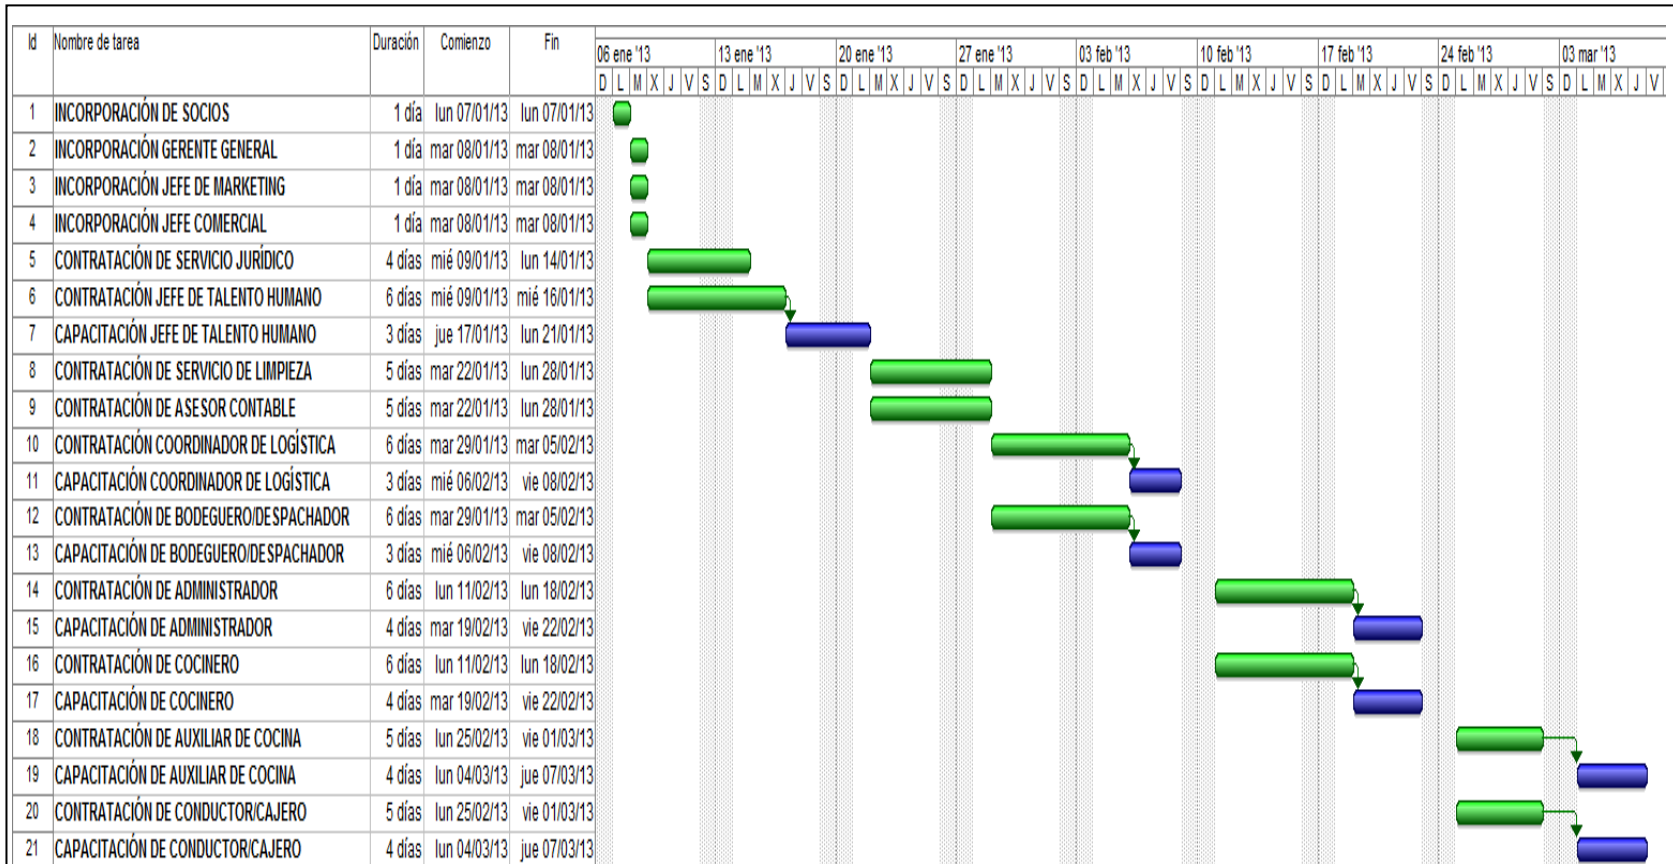 Id Nombre de tarea Duración Comienzo Fin
06 ene '13 13 ene '13 20 ene '13 27 ene '13 03 feb '13 10 feb '13 17 feb '13 24 feb '13 03 mar '13
D L M X J V S D L M X J V S D L M X J V S D L M X J V S D L M X J V S D L M X J V S D L M X J V S D L M X J V S D L M X J V
1 INCORPORACIÓN DE SOCIOS 1 día lun 07/01/13 lun 07/01/13
2 INCORPORACIÓN GERENTE GENERAL 1 día mar 08/01/13 mar 08/01/13
3 INCORPORACIÓN JEFE DE MARKETING 1 día mar 08/01/13 mar 08/01/13
4 INCORPORACIÓN JEFE COMERCIAL 1 día mar 08/01/13 mar 08/01/13
5 CONTRATACIÓN DE SERVICIO JURÍDICO 4 días mié 09/01/13 lun 14/01/13
6 CONTRATACIÓN JEFE DE TALENTO HUMANO 6 días mié 09/01/13 mié 16/01/13
7 CAPACITACIÓN JEFE DE TALENTO HUMANO 3 días jue 17/01/13 lun 21/01/13
8 CONTRATACIÓN DE SERVICIO DE LIMPIEZA 5 días mar 22/01/13 lun 28/01/13
9 CONTRATACIÓN DE ASESOR CONTABLE 5 días mar 22/01/13 lun 28/01/13
10 CONTRATACIÓN COORDINADOR DE LOGÍSTICA 6 días mar 29/01/13 mar 05/02/13
11 CAPACITACIÓN COORDINADOR DE LOGÍSTICA 3 días mié 06/02/13 vie 08/02/13
12 CONTRATACIÓN DE BODEGUERO/DESPACHADOR 6 días mar 29/01/13 mar 05/02/13
13 CAPACITACIÓN DE BODEGUERO/DESPACHADOR 3 días mié 06/02/13 vie 08/02/13
14 CONTRATACIÓN DE ADMINISTRADOR 6 días lun 11/02/13 lun 18/02/13
15 CAPACITACIÓN DE ADMINISTRADOR 4 días mar 19/02/13 vie 22/02/13
16 CONTRATACIÓN DE COCINERO 6 días lun 11/02/13 lun 18/02/13
17 CAPACITACIÓN DE COCINERO 4 días mar 19/02/13 vie 22/02/13
18 CONTRATACIÓN DE AUXILIAR DE COCINA 5 días lun 25/02/13 vie 01/03/13
19 CAPACITACIÓN DE AUXILIAR DE COCINA 4 días lun 04/03/13 jue 07/03/13
20 CONTRATACIÓN DE CONDUCTOR/CAJERO 5 días lun 25/02/13 vie 01/03/13
21 CAPACITACIÓN DE CONDUCTOR/CAJERO 4 días lun 04/03/13 jue 07/03/13